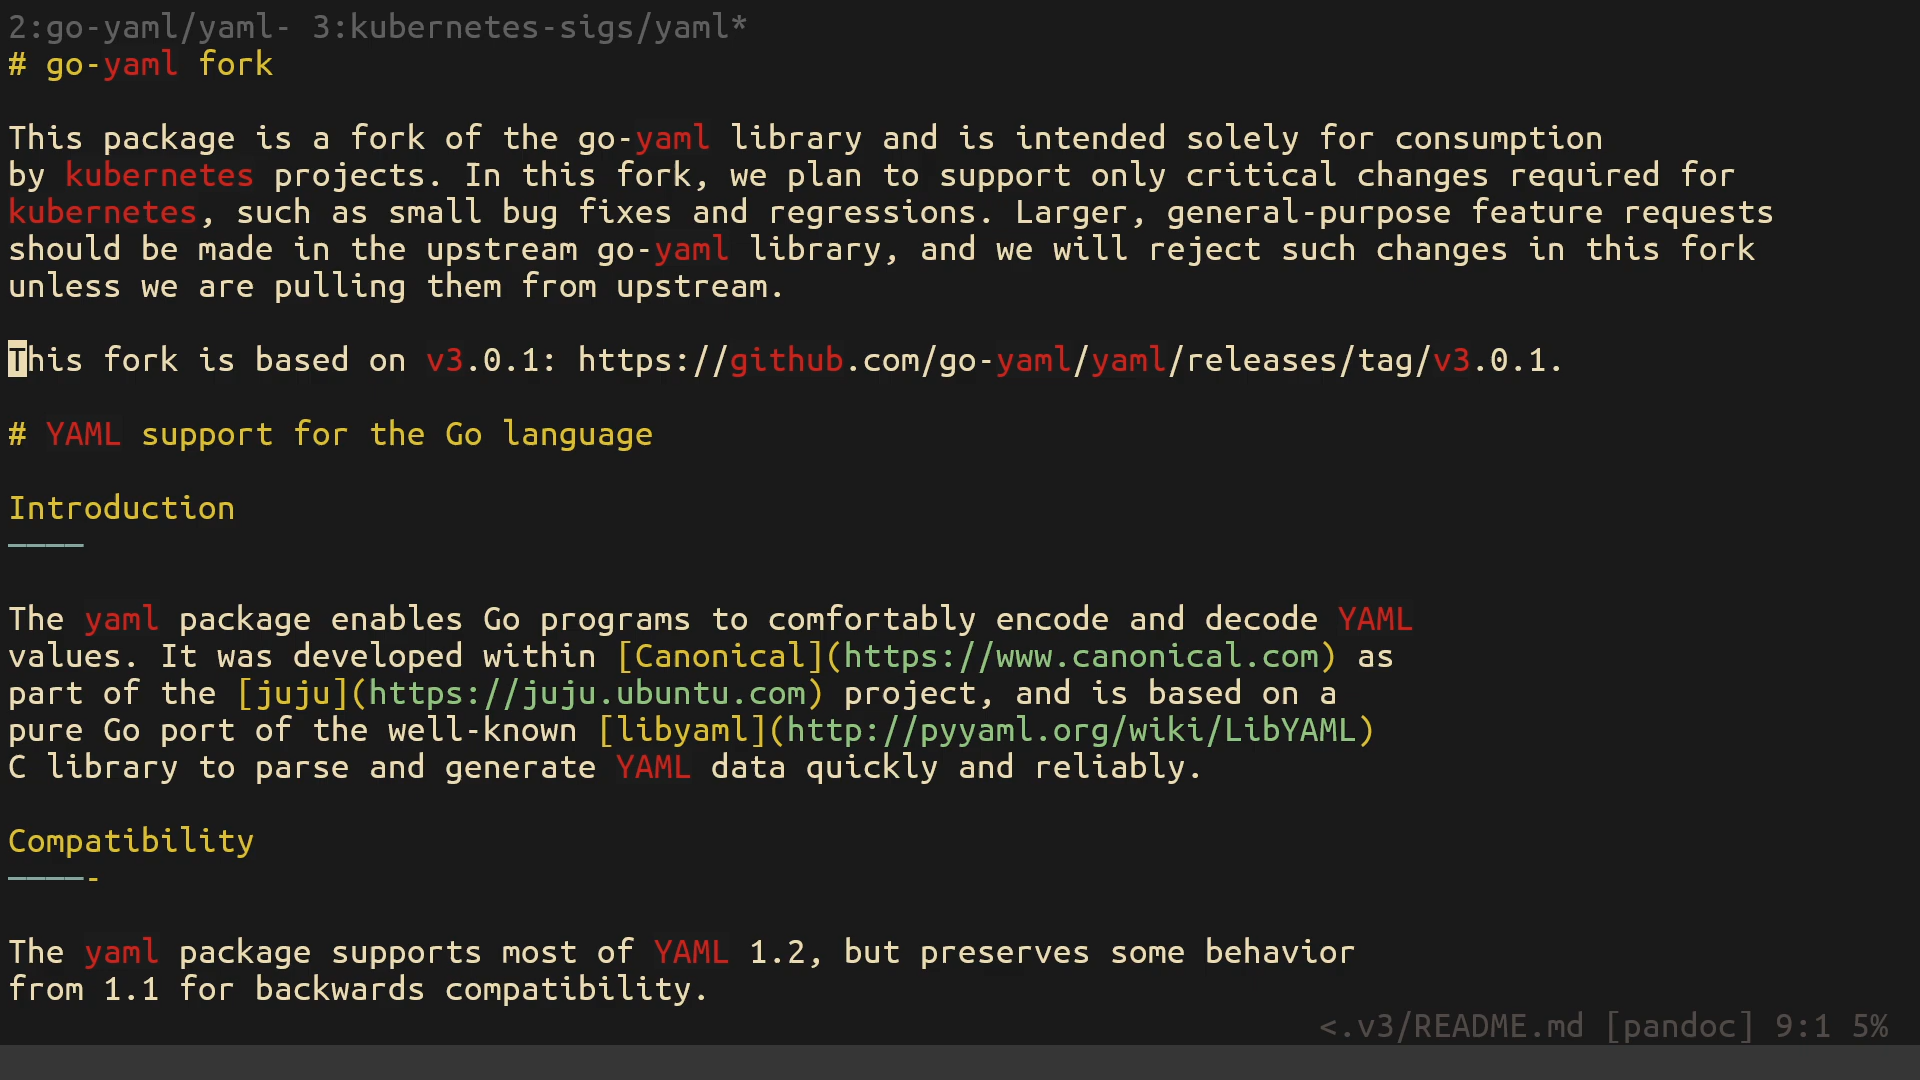 2:go-yaml/yaml- 3:kubernetes-sigs/yaml*
# go-yaml fork
This package is a fork of the go-yaml library and is intended solely for consumption
by kubernetes projects. In this fork, we plan to support only critical changes required for
kubernetes, such as small bug fixes and regressions. Larger, general-purpose feature requests
should be made in the upstream go-yaml library, and we will reject such changes in this fork
unless we are pulling them from upstream.
This fork is based on v3.0.1: https://github.com/go-yaml/yaml/releases/tag/v3.0.1.
# YAML support for the Go language
Introduction
————
The yaml package enables Go programs to comfortably encode and decode YAML
values. It was developed within [Canonical](https://www.canonical.com) as
part of the [juju](https://juju.ubuntu.com) project, and is based on a
pure Go port of the well-known [libyaml](http://pyyaml.org/wiki/LibYAML)
C library to parse and generate YAML data quickly and reliably.
Compatibility
————-
The yaml package supports most of YAML 1.2, but preserves some behavior
from 1.1 for backwards compatibility.
<.v3/README.md [pandoc] 9:1 5%